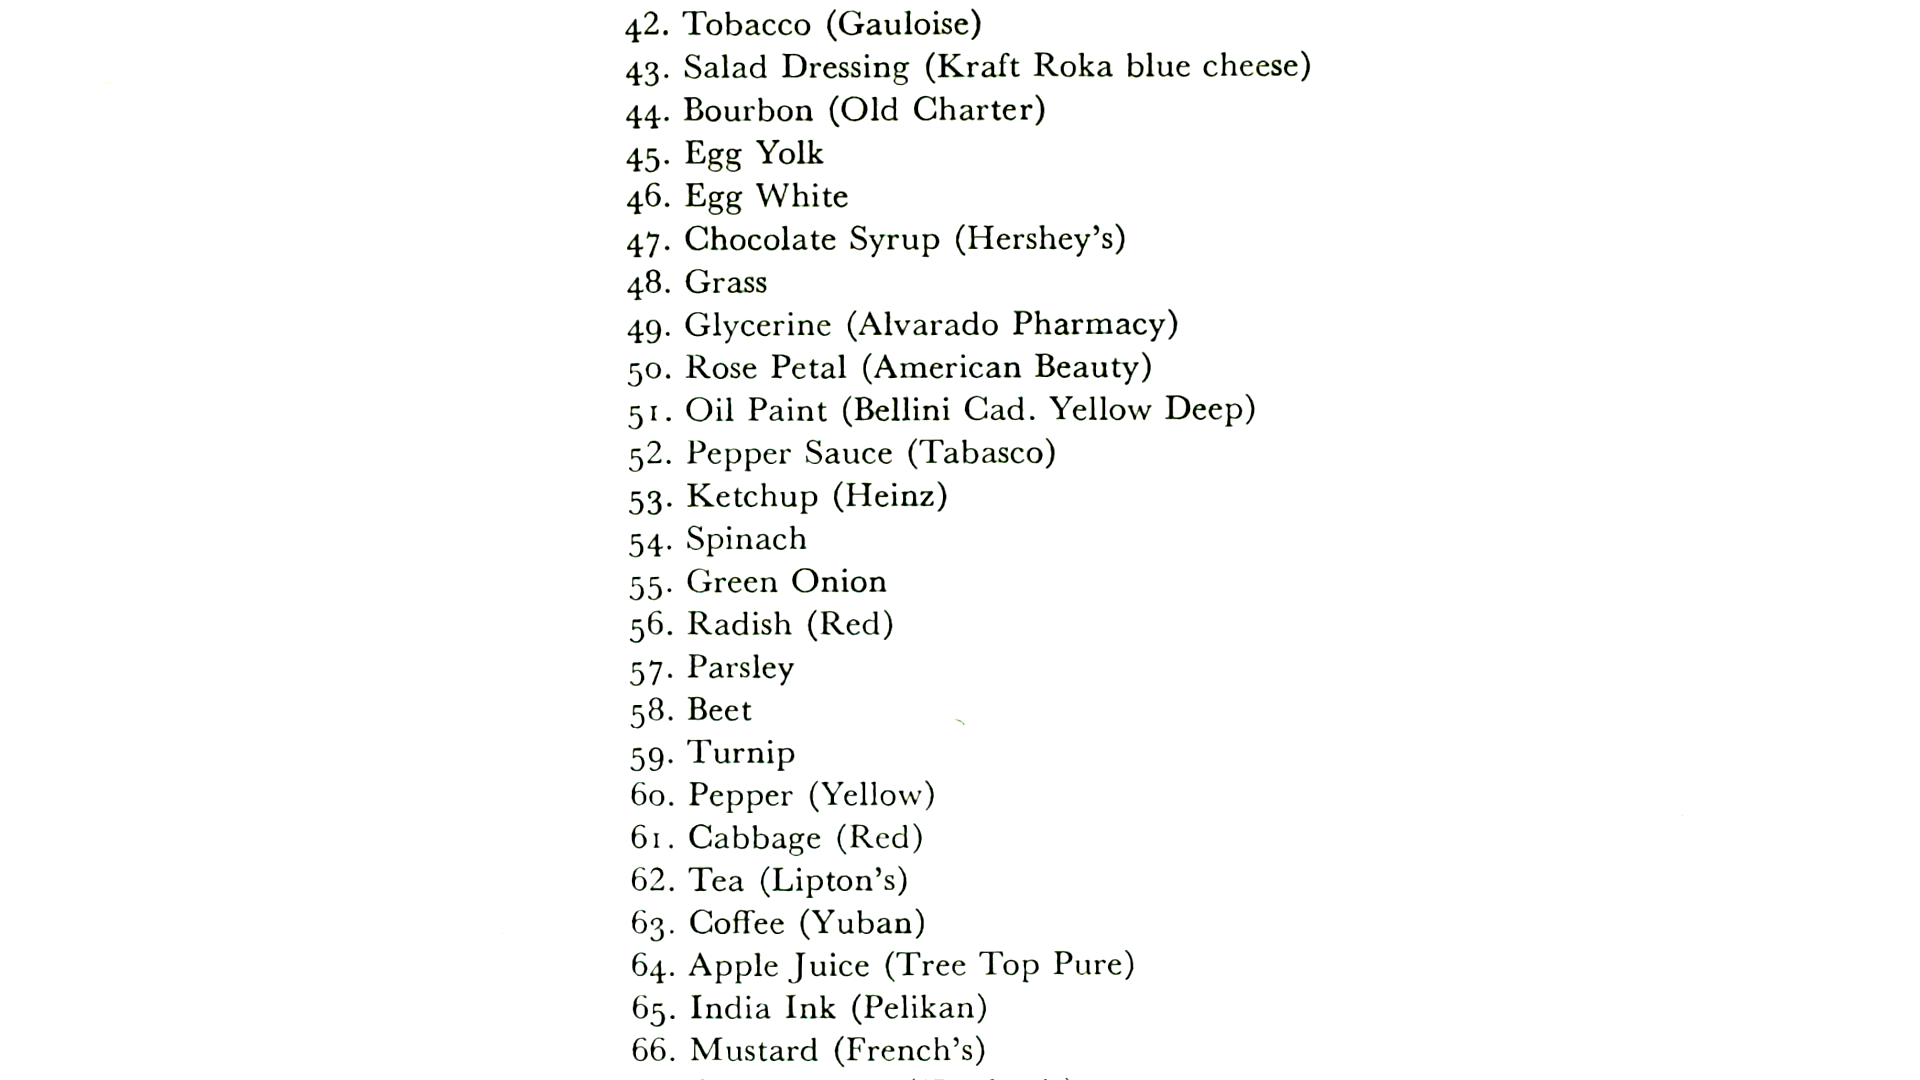 42. Tobacco (Gauloise)
43. Salad Dressing (Kraft Roka blue cheese)
44. Bourbon (Old Charter)
45. Egg Yolk
46. Egg White
47. Chocolate Syrup (Hershey's)
48. Grass
49. Glycerine (Alvarado Pharmacy)
50. Rose Petal (American Beauty)
51. Oil Paint (Bellini Cad. Yellow Deep)
52. Pepper Sauce (Tabasco)
53. Ketchup (Heinz)
54. Spinach
55. Green Onion
56. Radish (Red)
57. Parsley
58. Beet
59. Turnip
60. Pepper (Yellow)
61. Cabbage (Red)
62. Tea (Lipton's)
63. Coffee (Yuban)
64. Apple Juice (Tree Top Pure)
65. India Ink (Pelikan)
66. Mustard (French's)